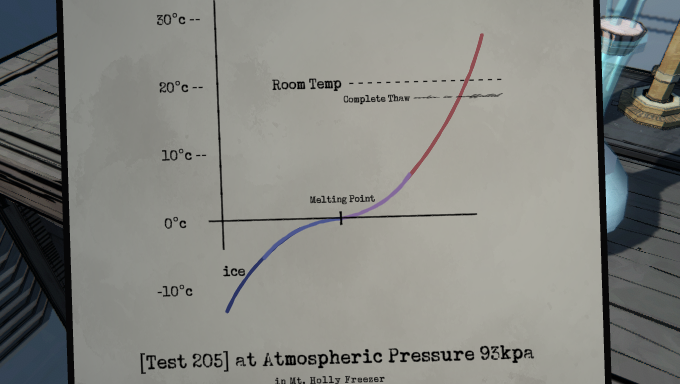 30°c --
Room Temp
20°c --
Complete Thaw
10°c --
Melting Point
0°c
ice
-10°c
[Test 205] at Atmospheric Pressure 93kpa
in Mt. Holly Freezer